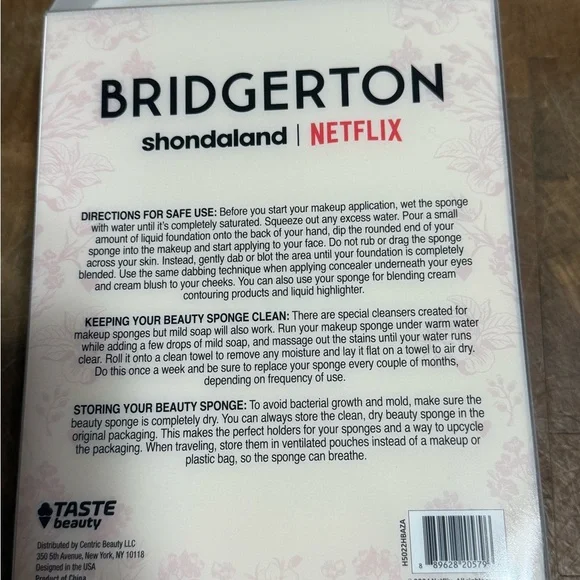 BRIDGERTON
shondaland | NETFLIX
DIRECTIONS FOR SAFE USE: Before you start your makeup application, wet the sponge
with water until it's completely saturated. Squeeze out any excess water. Pour a small
amount of liquid foundation onto the back of your hand, dip the rounded end of your
sponge into the makeup and start applying to your face. Do not rub or drag the sponge
across your skin. Instead, gently dab or blot the area until your foundation is completely
blended. Use the same dabbing technique when applying concealer underneath your eyes
and cream blush to your cheeks. You can also use your sponge for blending cream
contouring products and liquid highlighter.
KEEPING YOUR BEAUTY SPONGE CLEAN: There are special cleansers created for
makeup sponges but mild soap will also work. Run your makeup sponge under warm water
while adding a few drops of mild soap, and massage out the stains until your water runs
clear. Roll it onto a clean towel to remove any moisture and lay it flat on a towel to air dry.
Do this once a week and be sure to replace your sponge every couple of months,
depending on frequency of use.
STORING YOUR BEAUTY SPONGE: To avoid bacterial growth and mold, make sure the
beauty sponge is completely dry. You can always store the clean, dry beauty sponge in the
original packaging. This makes the perfect holders for your sponges and a way to upcycle
the packaging. When traveling, store them in ventilated pouches instead of a makeup or
plastic bag, so the sponge can breathe.
TASTE
beauty
Distributed by Centric Beauty LLC
350 5th Avenue, New York, NY 10118
Designed in the USA
Product of China
HS022HBAZA
8 89628 20579